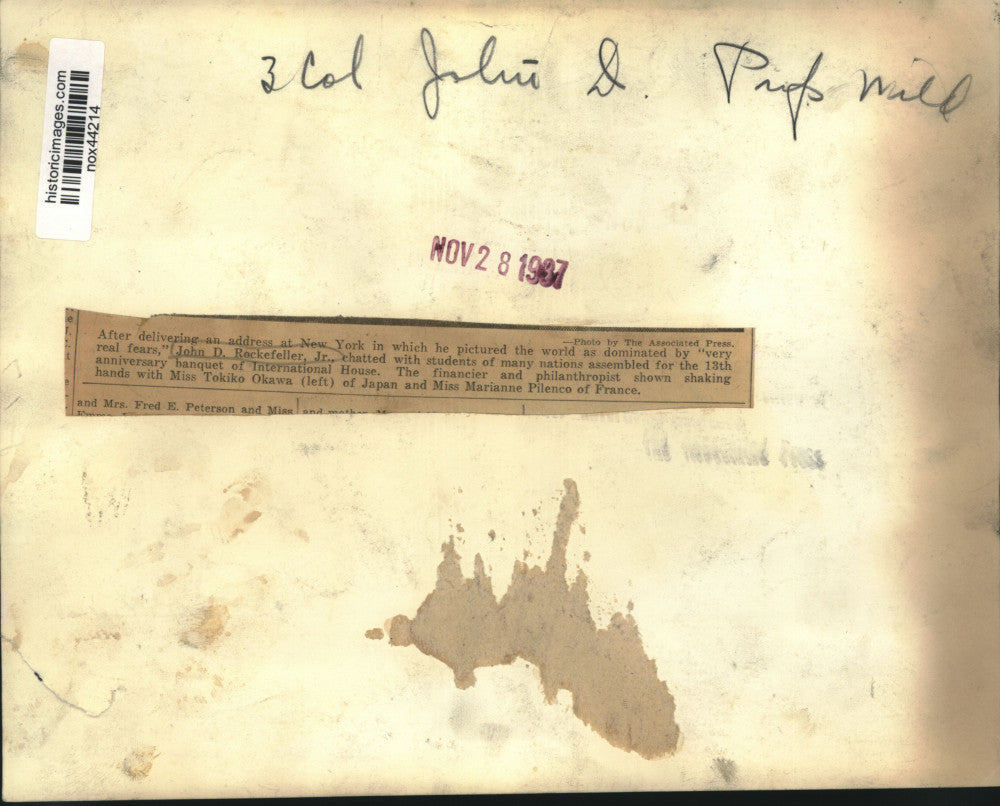 3 Col John D.
historicimages.com
nox44214
NOV 28 1937
—Photo by The Associated Press.
After delivering an address at New York in which he pictured the world as dominated by "very
real fears," John D. Rockefeller, Jr., chatted with students of many nations assembled for the 13th
anniversary banquet of International House. The financier and philanthropist shown shaking
hands with Miss Tokiko Okawa (left) of Japan and Miss Marianne Pilenco of France.
and Mrs. Fred E. Peterson and Miss
and mother